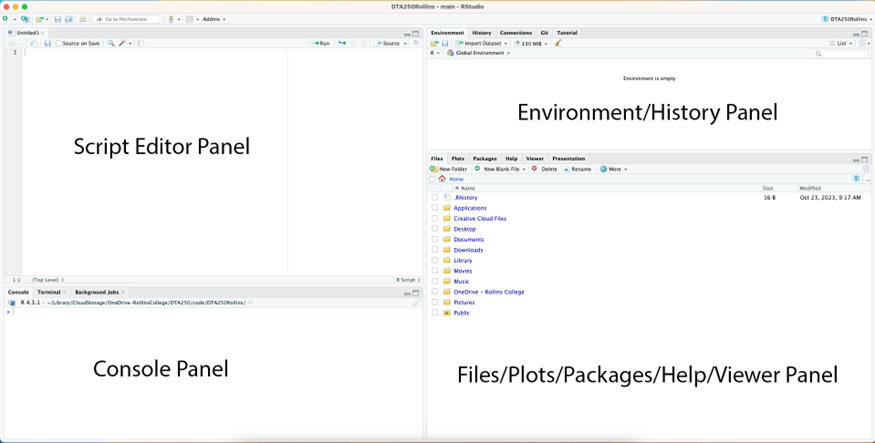 DTA250Rollins - main - RStudio
Go to file/function
Addins
DTA250Rollins
Untitled1
Source on Save
Run
Source
1
Script Editor Panel
1:1
(Top Level)
R Script
Console
Terminal
Background Jobs
R 4.3.1 · ~/Library/CloudStorage/OneDrive-RollinsCollege/DTA250/code/DTA250Rollins/
>
Console Panel
Environment
History
Connections
Git
Tutorial
Import Dataset
130 MiB
List
R
Global Environment
Environment is empty
Environment/History Panel
Files
Plots
Packages
Help
Viewer
Presentation
New Folder
New Blank File
Delete
Rename
More
Home
Name
Size
Modified
.Rhistory
16 B
Oct 23, 2023, 9:17 AM
Applications
Creative Cloud Files
Desktop
Documents
Downloads
Library
Movies
Music
OneDrive - Rollins College
Pictures
Public
Files/Plots/Packages/Help/Viewer Panel